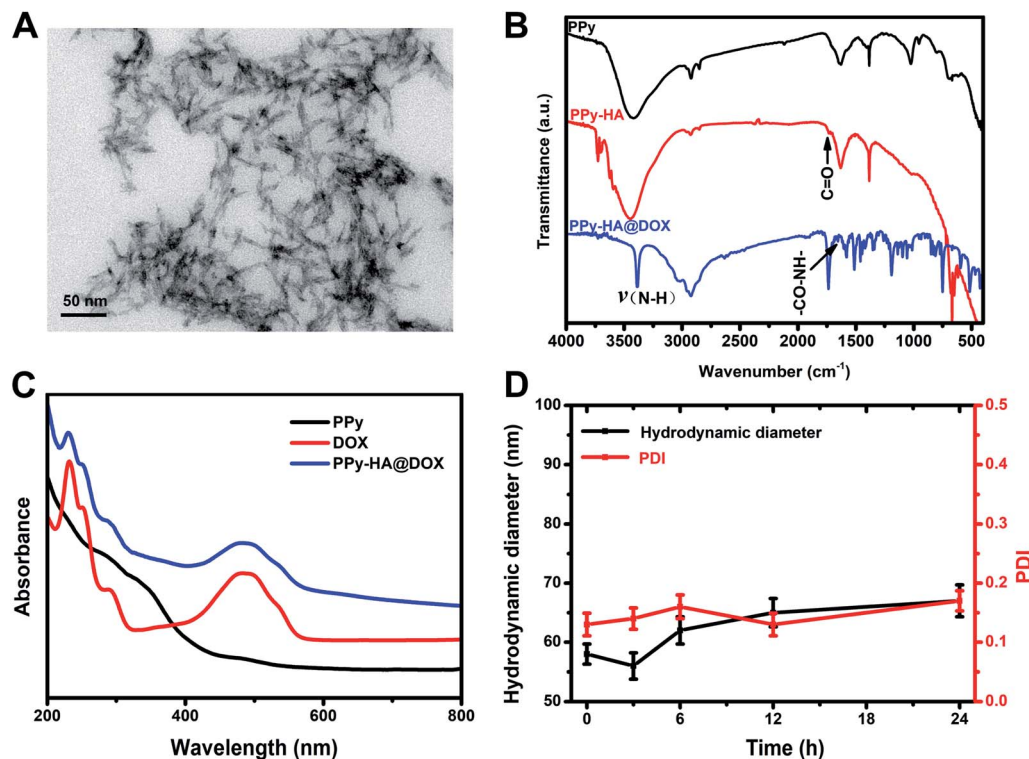 A
50 nm
B
PPy
PPy-HA
C=O
PPy-HA@DOX
ν(N-H)
-CO-NH-
Transmittance (a.u.)
4000 3500 3000 2500 2000 1500 1000 500
Wavenumber (cm⁻¹)
C
PPy
DOX
PPy-HA@DOX
Absorbance
200 400 600 800
Wavelength (nm)
D
100
90
80
70
60
50
Hydrodynamic diameter (nm)
Hydrodynamic diameter
PDI
0.5
0.4
0.3
0.2
0.1
0.0
PDI
0 6 12 18 24
Time (h)